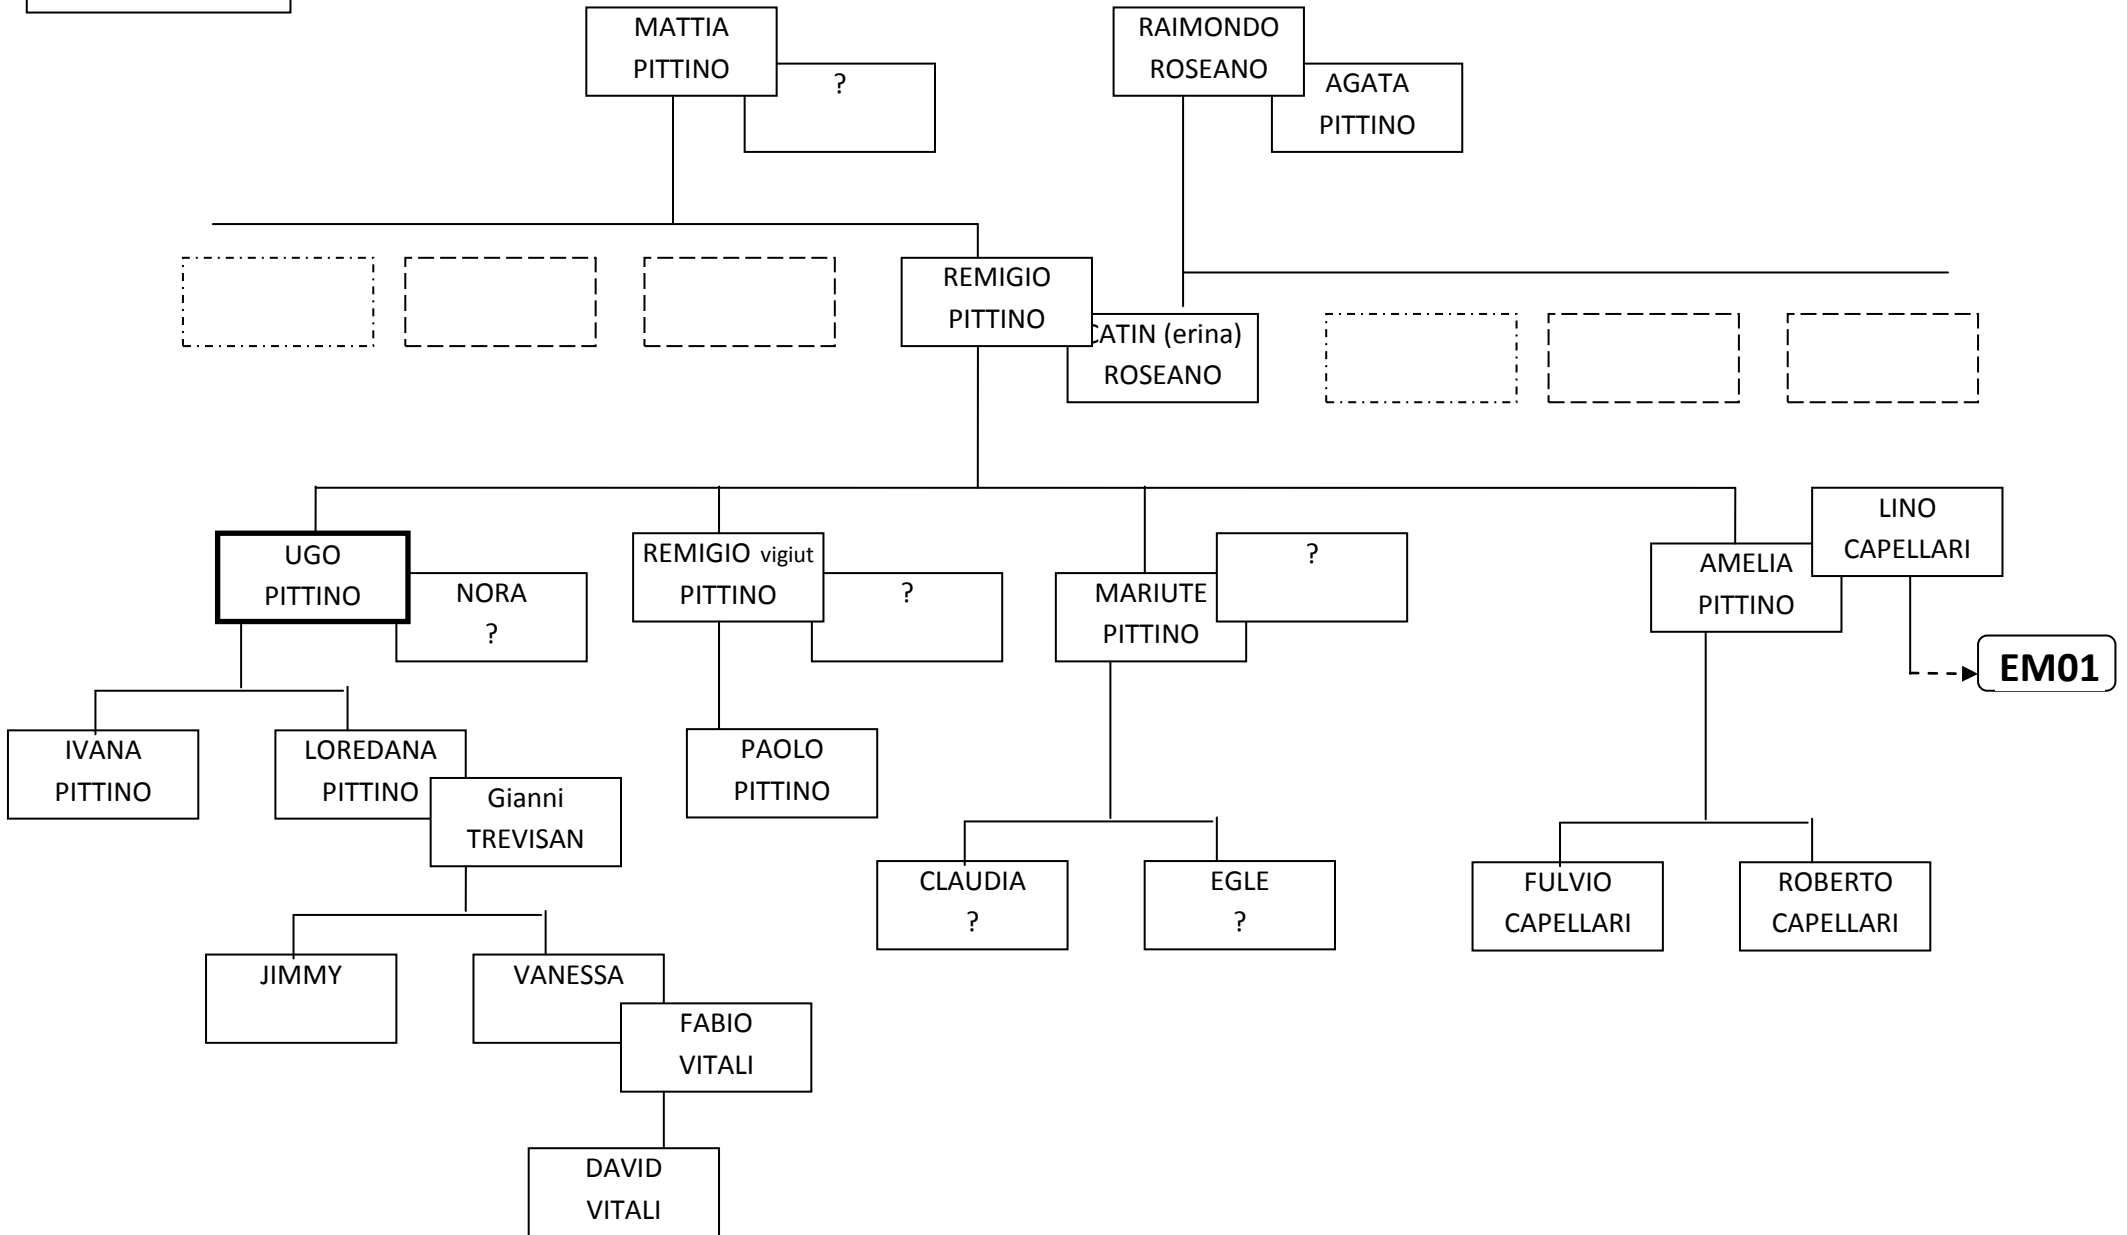 MATTIA
PITTINO
?
RAIMONDO
ROSEANO
AGATA
PITTINO
REMIGIO
PITTINO
CATIN (erina)
ROSEANO
UGO
PITTINO
NORA
?
REMIGIO vigiut
PITTINO
?
MARIUTE
PITTINO
?
AMELIA
PITTINO
LINO
CAPELLARI
EM01
IVANA
PITTINO
LOREDANA
PITTINO
Gianni
TREVISAN
PAOLO
PITTINO
CLAUDIA
?
EGLE
?
FULVIO
CAPELLARI
ROBERTO
CAPELLARI
JIMMY
VANESSA
FABIO
VITALI
DAVID
VITALI